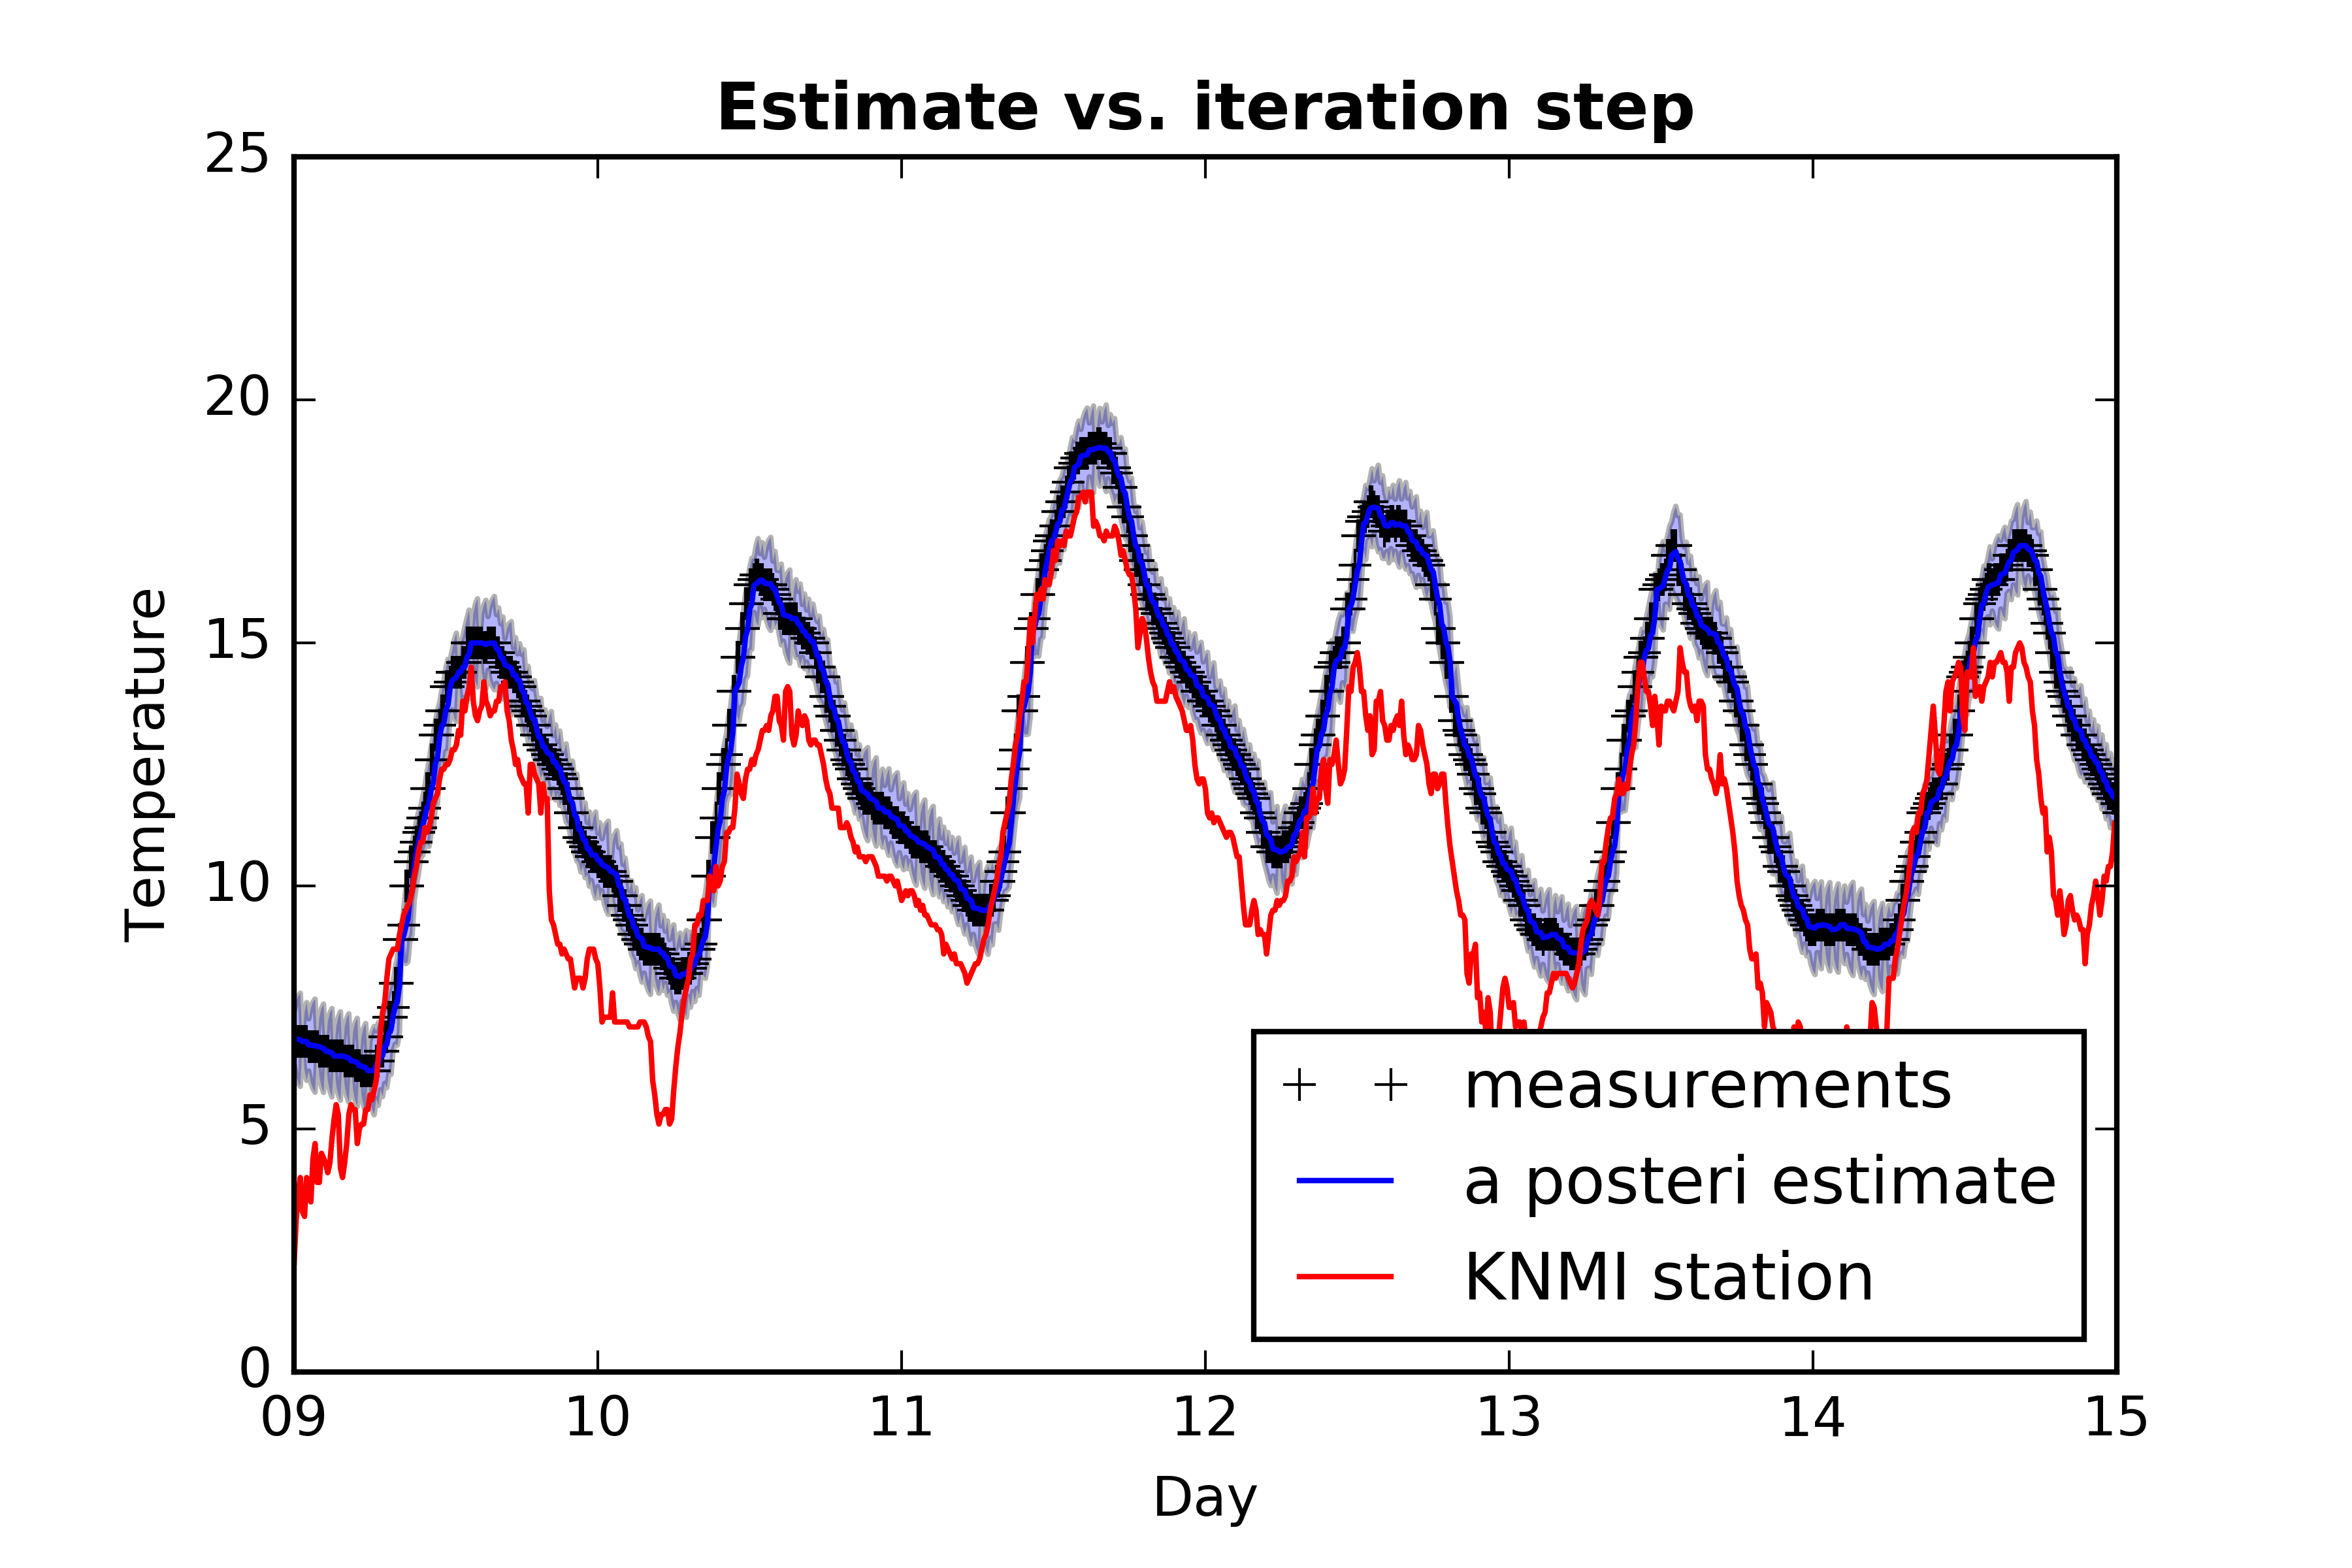 Estimate vs. iteration step
25
20
15
10
5
0
Temperature
09
10
11
12
13
14
15
Day
measurements
a posteri estimate
KNMI station